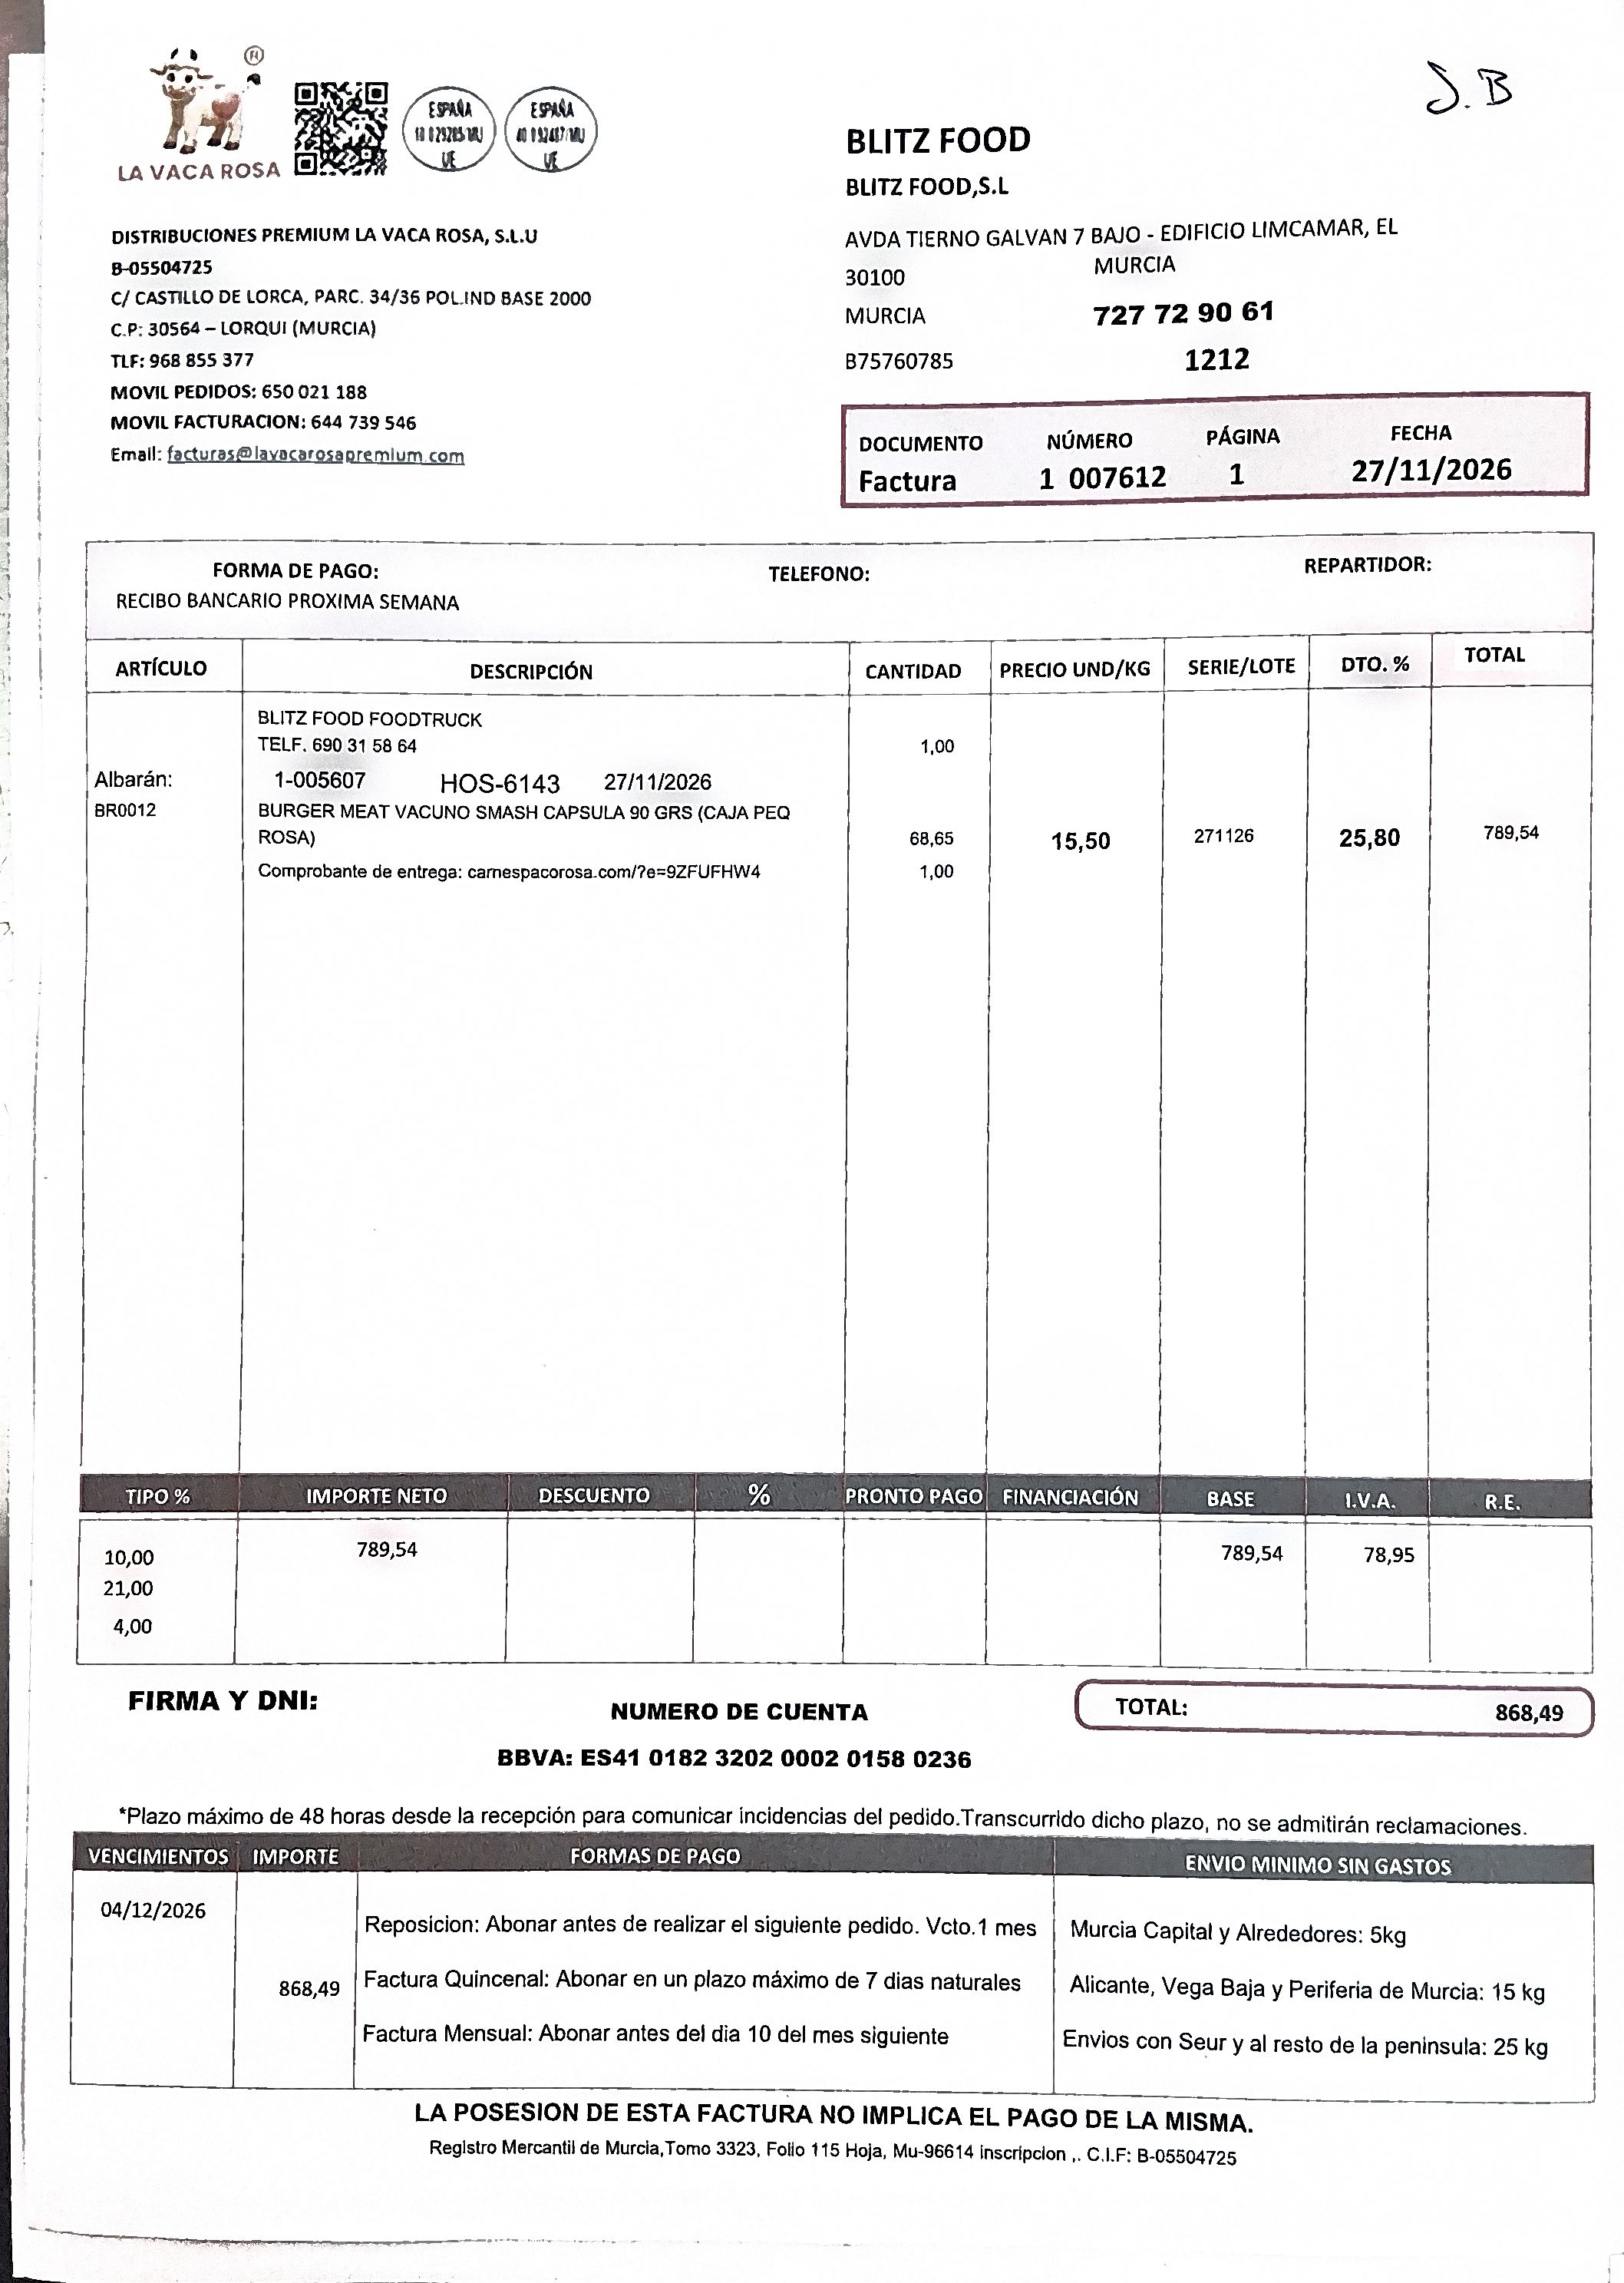 LA VACA ROSA
ESPAÑA
UE
ESPAÑA
UE
J.B
DISTRIBUCIONES PREMIUM LA VACA ROSA, S.L.U
B-05504725
C/ CASTILLO DE LORCA, PARC. 34/36 POL.IND BASE 2000
C.P: 30564 – LORQUI (MURCIA)
TLF: 968 855 377
MOVIL PEDIDOS: 650 021 188
MOVIL FACTURACION: 644 739 546
Email: facturas@lavacarosapremium.com
BLITZ FOOD
BLITZ FOOD,S.L
AVDA TIERNO GALVAN 7 BAJO - EDIFICIO LIMCAMAR, EL
30100 MURCIA
MURCIA 727 72 90 61
B75760785 1212
DOCUMENTO NÚMERO PÁGINA FECHA
Factura 1 007612 1 27/11/2026
FORMA DE PAGO: TELEFONO: REPARTIDOR:
RECIBO BANCARIO PROXIMA SEMANA
ARTÍCULO DESCRIPCIÓN CANTIDAD PRECIO UND/KG SERIE/LOTE DTO. % TOTAL
BLITZ FOOD FOODTRUCK
TELF. 690 31 58 64 1,00
Albarán: 1-005607 HOS-6143 27/11/2026
BR0012 BURGER MEAT VACUNO SMASH CAPSULA 90 GRS (CAJA PEQ
ROSA) 68,65 15,50 271126 25,80 789,54
Comprobante de entrega: carnespacorosa.com/?e=9ZFUFHW4 1,00
TIPO % IMPORTE NETO DESCUENTO % PRONTO PAGO FINANCIACIÓN BASE I.V.A. R.E.
10,00 789,54 789,54 78,95
21,00
4,00
FIRMA Y DNI: NUMERO DE CUENTA TOTAL: 868,49
BBVA: ES41 0182 3202 0002 0158 0236
*Plazo máximo de 48 horas desde la recepción para comunicar incidencias del pedido.Transcurrido dicho plazo, no se admitirán reclamaciones.
VENCIMIENTOS IMPORTE FORMAS DE PAGO ENVIO MINIMO SIN GASTOS
04/12/2026 Reposicion: Abonar antes de realizar el siguiente pedido. Vcto.1 mes Murcia Capital y Alrededores: 5kg
868,49 Factura Quincenal: Abonar en un plazo máximo de 7 dias naturales Alicante, Vega Baja y Periferia de Murcia: 15 kg
Factura Mensual: Abonar antes del dia 10 del mes siguiente Envios con Seur y al resto de la peninsula: 25 kg
LA POSESION DE ESTA FACTURA NO IMPLICA EL PAGO DE LA MISMA.
Registro Mercantil de Murcia,Tomo 3323, Folio 115 Hoja, Mu-96614 inscripcion ,. C.I.F: B-05504725